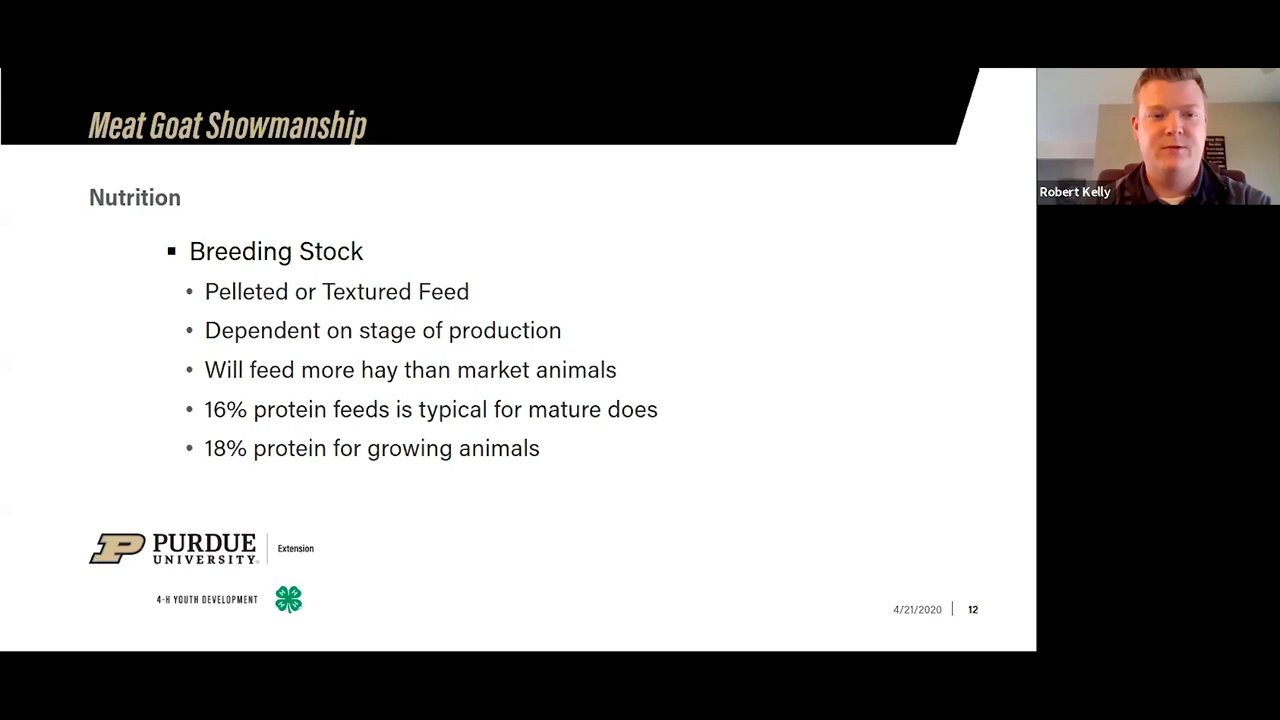 Meat Goat Showmanship
Nutrition
Breeding Stock
Pelleted or Textured Feed
Dependent on stage of production
Will feed more hay than market animals
16% protein feeds is typical for mature does
18% protein for growing animals
PURDUE
UNIVERSITY
Extension
4-H YOUTH DEVELOPMENT
4/21/2020
12
Robert Kelly